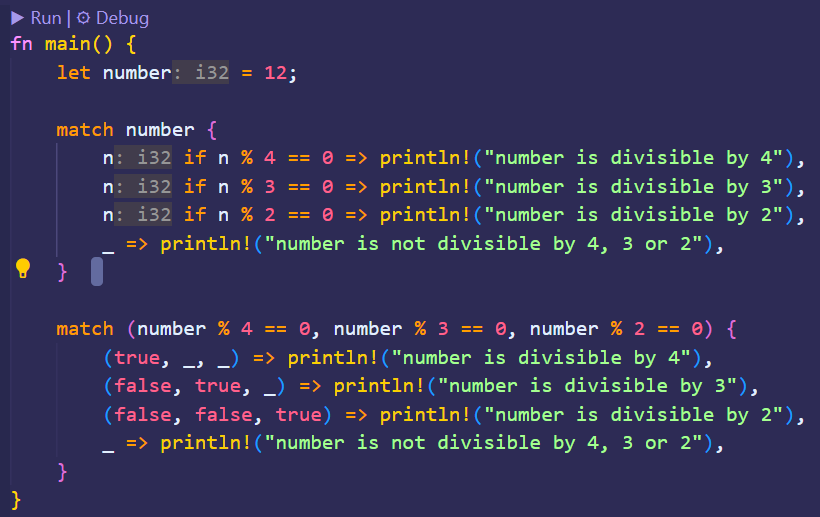 ▶ Run | ⚙ Debug
fn main() {
    let number: i32 = 12;

    match number {
        n: i32 if n % 4 == 0 => println!("number is divisible by 4"),
        n: i32 if n % 3 == 0 => println!("number is divisible by 3"),
        n: i32 if n % 2 == 0 => println!("number is divisible by 2"),
        _ => println!("number is not divisible by 4, 3 or 2"),
    }

    match (number % 4 == 0, number % 3 == 0, number % 2 == 0) {
        (true, _, _) => println!("number is divisible by 4"),
        (false, true, _) => println!("number is divisible by 3"),
        (false, false, true) => println!("number is divisible by 2"),
        _ => println!("number is not divisible by 4, 3 or 2"),
    }
}